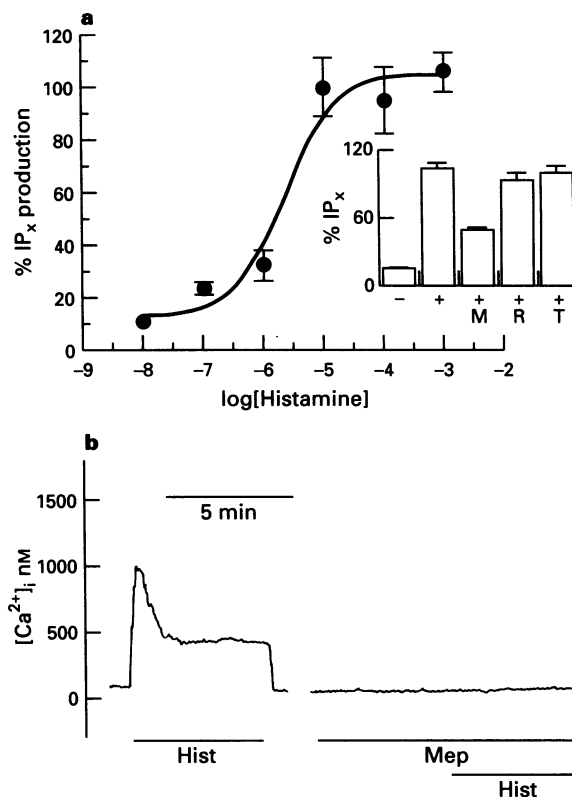 a
120
100
80
60
40
20
0
% IPx production
–9 –8 –7 –6 –5 –4 –3 –2
log[Histamine]
120
60
0
% IPx
– + + + +
M R T
b
1500
1000
500
0
[Ca2+]i nM
5 min
Hist
Mep
Hist